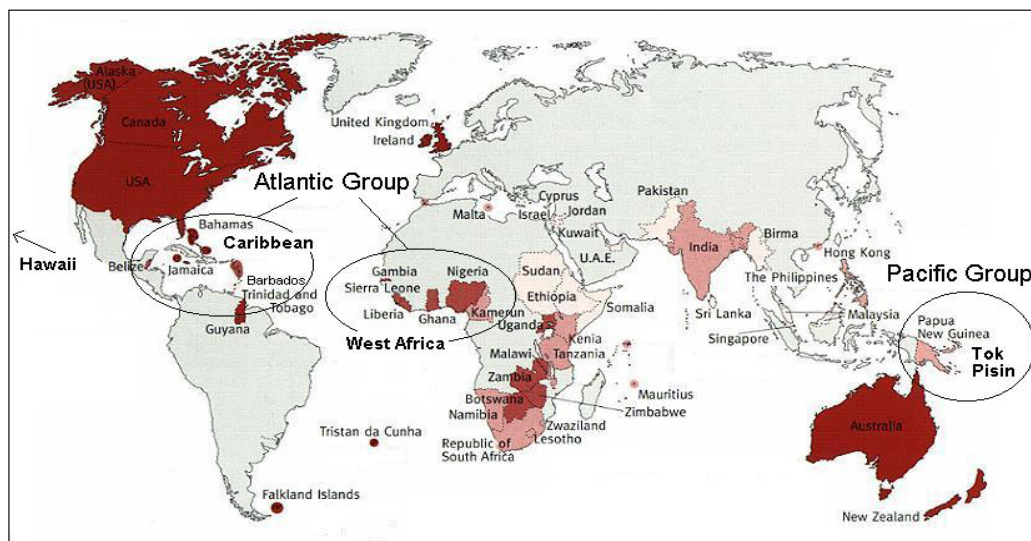 Alaska
(USA)
Canada
USA
United Kingdom
Ireland
Atlantic Group
Hawaii
Bahamas
Caribbean
Belize
Jamaica
Barbados
Trinidad and
Tobago
Guyana
Malta
Cyprus
Israel
Jordan
Kuwait
U.A.E.
Pakistan
India
Birma
Hong Kong
The Philippines
Pacific Group
Gambia
Sierra Leone
Nigeria
Liberia
Ghana
Kamerun
West Africa
Sudan
Ethiopia
Somalia
Uganda
Kenia
Tanzania
Sri Lanka
Malaysia
Singapore
Papua
New Guinea
Tok
Pisin
Malawi
Zambia
Botswana
Namibia
Mauritius
Zimbabwe
Zwaziland
Lesotho
Republic of
South Africa
Tristan da Cunha
Falkland Islands
Australia
New Zealand